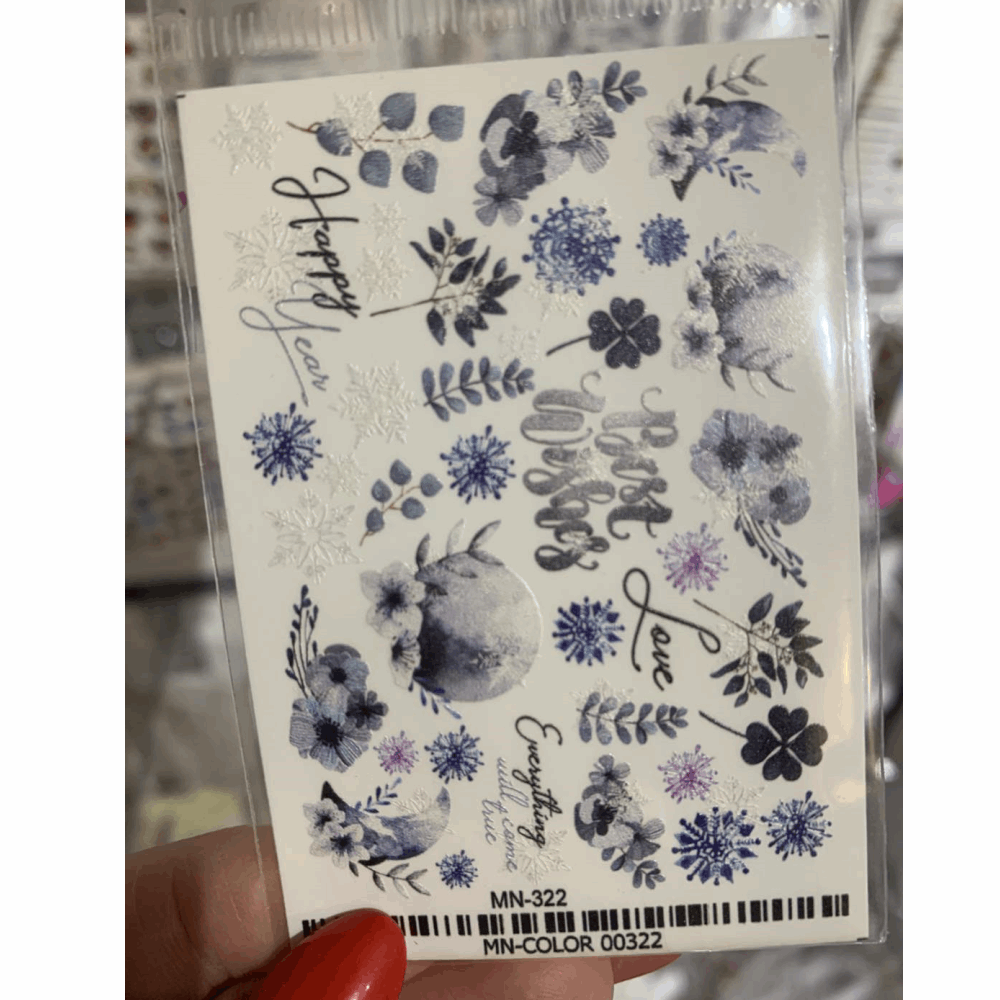 Happy
Year
Best
Wishes
Love
Everything
will come
true
MN-322
MN-COLOR 00322